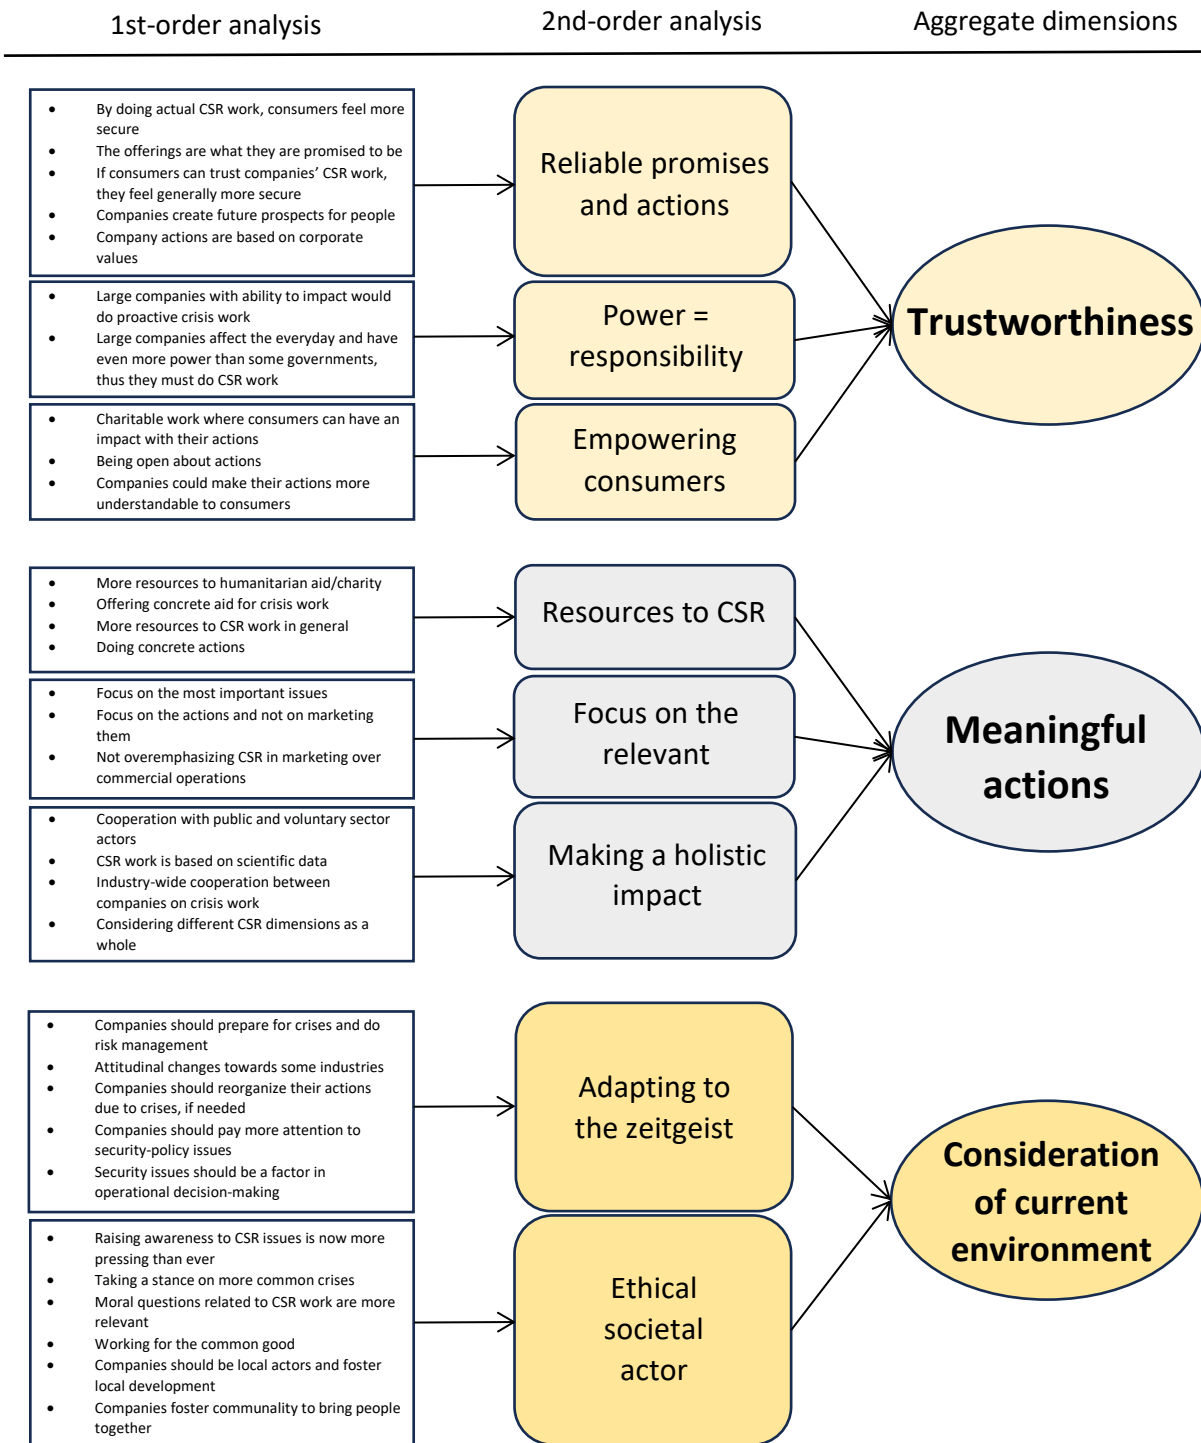 1st-order analysis
2nd-order analysis
Aggregate dimensions
• By doing actual CSR work, consumers feel more
secure
• The offerings are what they are promised to be
• If consumers can trust companies’ CSR work,
they feel generally more secure
• Companies create future prospects for people
• Company actions are based on corporate
values
Reliable promises
and actions
• Large companies with ability to impact would
do proactive crisis work
• Large companies affect the everyday and have
even more power than some governments,
thus they must do CSR work
Power =
responsibility
• Charitable work where consumers can have an
impact with their actions
• Being open about actions
• Companies could make their actions more
understandable to consumers
Empowering
consumers
Trustworthiness
• More resources to humanitarian aid/charity
• Offering concrete aid for crisis work
• More resources to CSR work in general
• Doing concrete actions
Resources to CSR
• Focus on the most important issues
• Focus on the actions and not on marketing
them
• Not overemphasizing CSR in marketing over
commercial operations
Focus on the
relevant
• Cooperation with public and voluntary sector
actors
• CSR work is based on scientific data
• Industry-wide cooperation between
companies on crisis work
• Considering different CSR dimensions as a
whole
Making a holistic
impact
Meaningful
actions
• Companies should prepare for crises and do
risk management
• Attitudinal changes towards some industries
• Companies should reorganize their actions
due to crises, if needed
• Companies should pay more attention to
security-policy issues
• Security issues should be a factor in
operational decision-making
Adapting to
the zeitgeist
• Raising awareness to CSR issues is now more
pressing than ever
• Taking a stance on more common crises
• Moral questions related to CSR work are more
relevant
• Working for the common good
• Companies should be local actors and foster
local development
• Companies foster communality to bring people
together
Ethical
societal
actor
Consideration
of current
environment